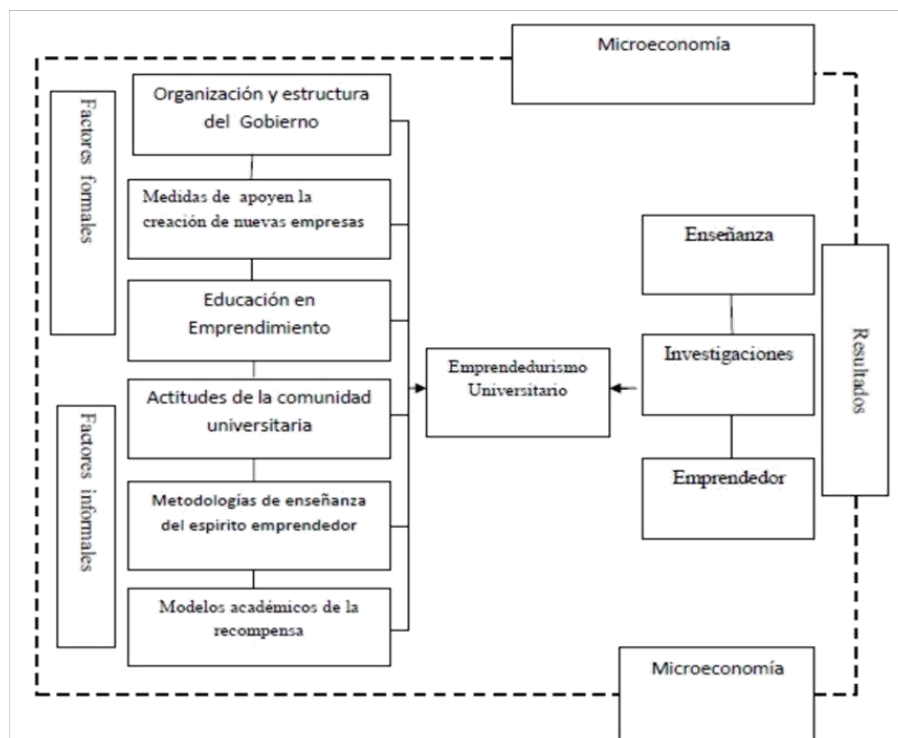 Microeconomía
Factores formales
Organización y estructura
del Gobierno
Medidas de apoyen la
creación de nuevas empresas
Educación en
Emprendimiento
Factores informales
Actitudes de la comunidad
universitaria
Metodologías de enseñanza
del espirito emprendedor
Modelos académicos de la
recompensa
Emprendedurismo
Universitario
Enseñanza
Investigaciones
Emprendedor
Resultados
Microeconomía